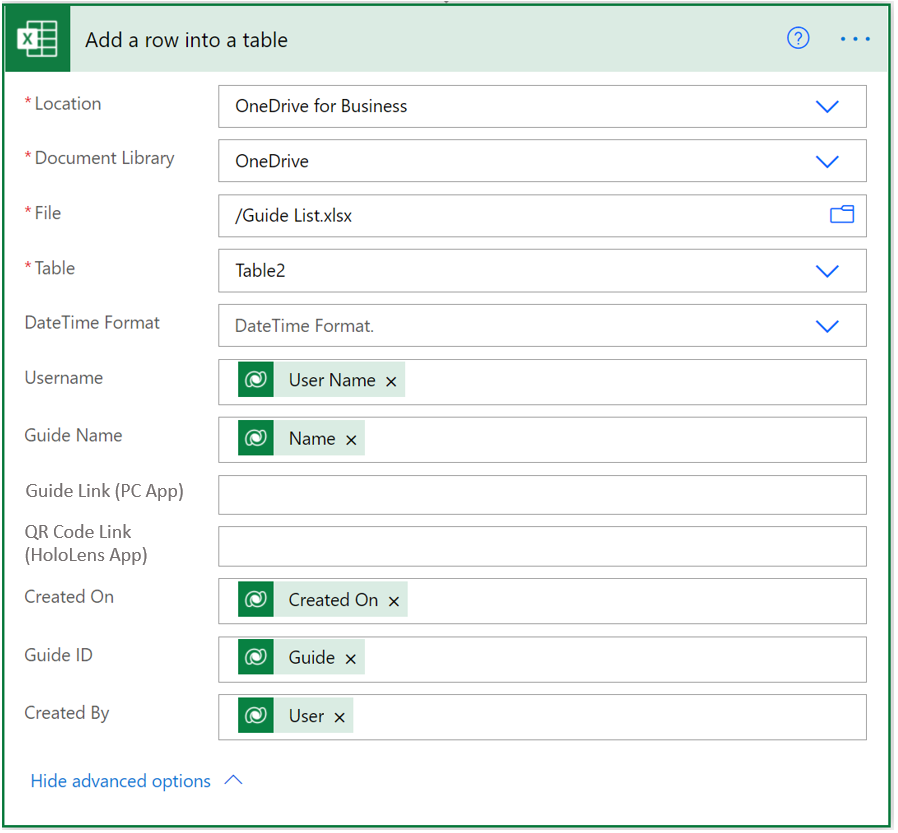 Add a row into a table
* Location
OneDrive for Business
* Document Library
OneDrive
* File
/Guide List.xlsx
* Table
Table2
DateTime Format
DateTime Format.
Username
User Name ×
Guide Name
Name ×
Guide Link (PC App)
QR Code Link
(HoloLens App)
Created On
Created On ×
Guide ID
Guide ×
Created By
User ×
Hide advanced options